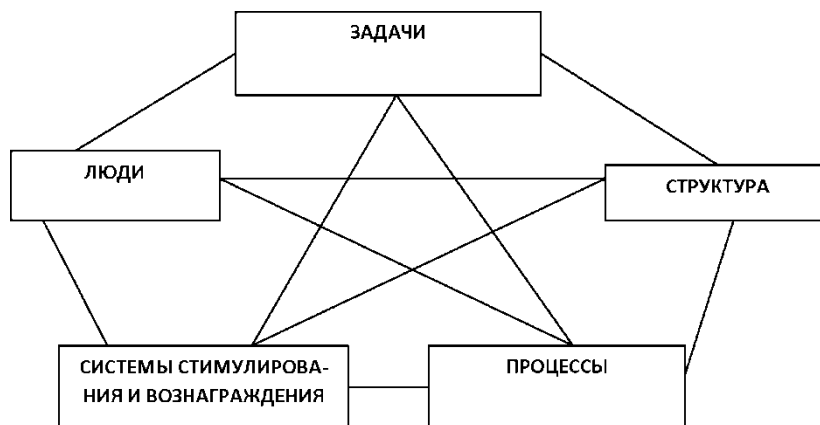 ЗАДАЧИ
ЛЮДИ
СТРУКТУРА
СИСТЕМЫ СТИМУЛИРОВА-
НИЯ И ВОЗНАГРАЖДЕНИЯ
ПРОЦЕССЫ